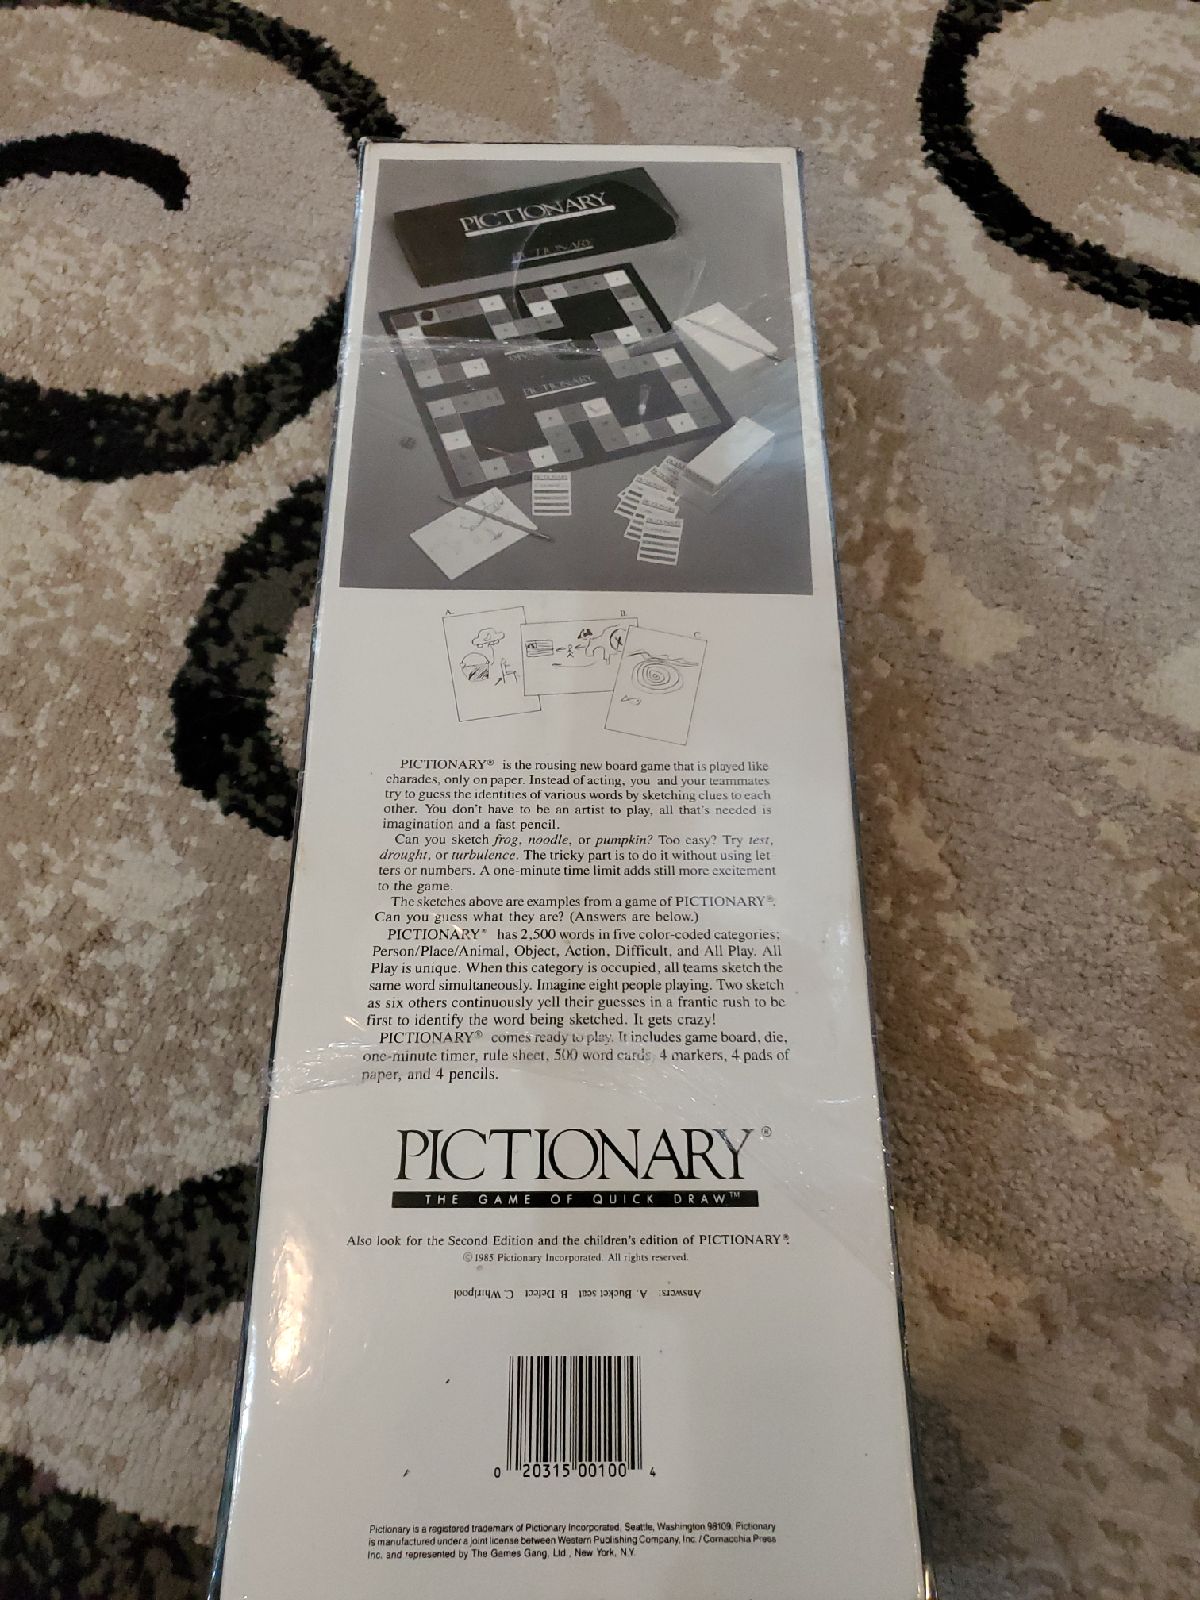 PICTIONARY
PICTIONARY
A.
B.
C.
PICTIONARY® is the rousing new board game that is played like
charades, only on paper. Instead of acting, you and your teammates
try to guess the identities of various words by sketching clues to each
other. You don't have to be an artist to play, all that's needed is
imagination and a fast pencil.
Can you sketch frog, noodle, or pumpkin? Too easy? Try test,
drought, or turbulence. The tricky part is to do it without using let
ters or numbers. A one-minute time limit adds still more excitement
to the game.
The sketches above are examples from a game of PICTIONARY®.
Can you guess what they are? (Answers are below.)
PICTIONARY® has 2,500 words in five color-coded categories;
Person/Place/Animal, Object, Action, Difficult, and All Play. All
Play is unique. When this category is occupied, all teams sketch the
same word simultaneously. Imagine eight people playing. Two sketch
as six others continuously yell their guesses in a frantic rush to be
first to identify the word being sketched. It gets crazy!
PICTIONARY® comes ready to play. It includes game board, die,
one-minute timer, rule sheet, 500 word cards, 4 markers, 4 pads of
paper, and 4 pencils.
PICTIONARY®
THE GAME OF QUICK DRAW™
Also look for the Second Edition and the children's edition of PICTIONARY®.
© 1985 Pictionary Incorporated. All rights reserved.
Answers: A. Bucket seat B. Defect C. Whirlpool
0 20315 00100 4
Pictionary is a registered trademark of Pictionary Incorporated, Seattle, Washington 98109. Pictionary
is manufactured under a joint license between Western Publishing Company, Inc. / Cornacchia Press
Inc. and represented by The Games Gang, Ltd., New York, N.Y.